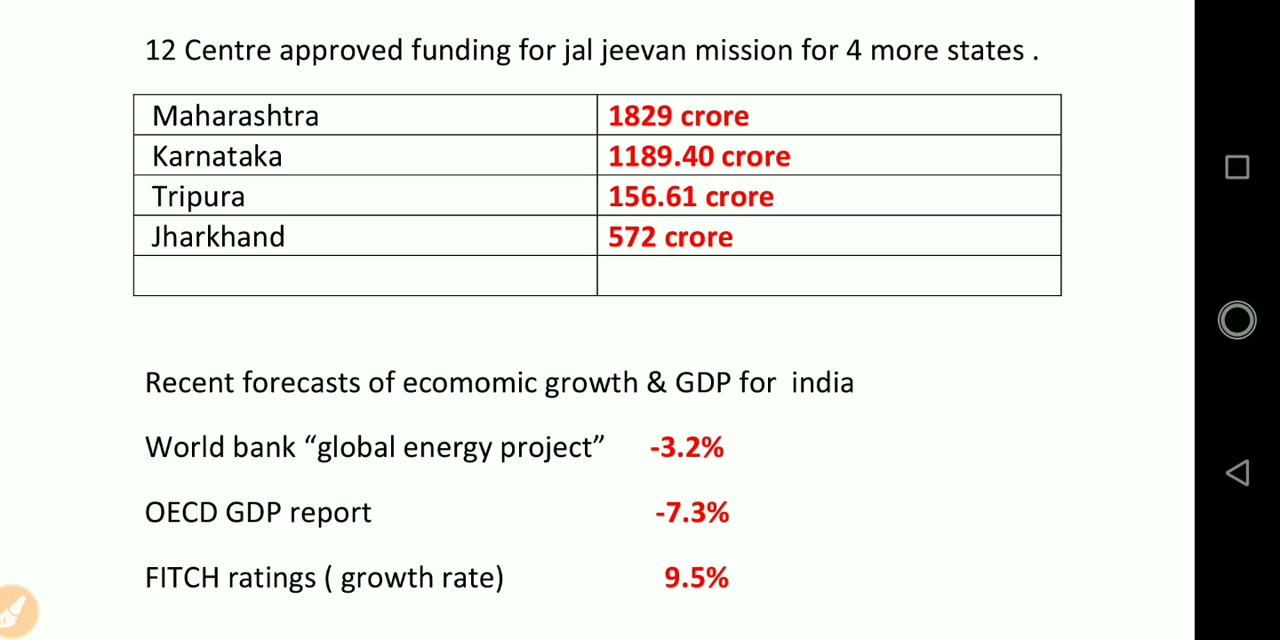 12 Centre approved funding for jal jeevan mission for 4 more states .
Maharashtra 1829 crore
Karnataka 1189.40 crore
Tripura 156.61 crore
Jharkhand 572 crore
Recent forecasts of ecomomic growth & GDP for india
World bank “global energy project” -3.2%
OECD GDP report -7.3%
FITCH ratings ( growth rate) 9.5%